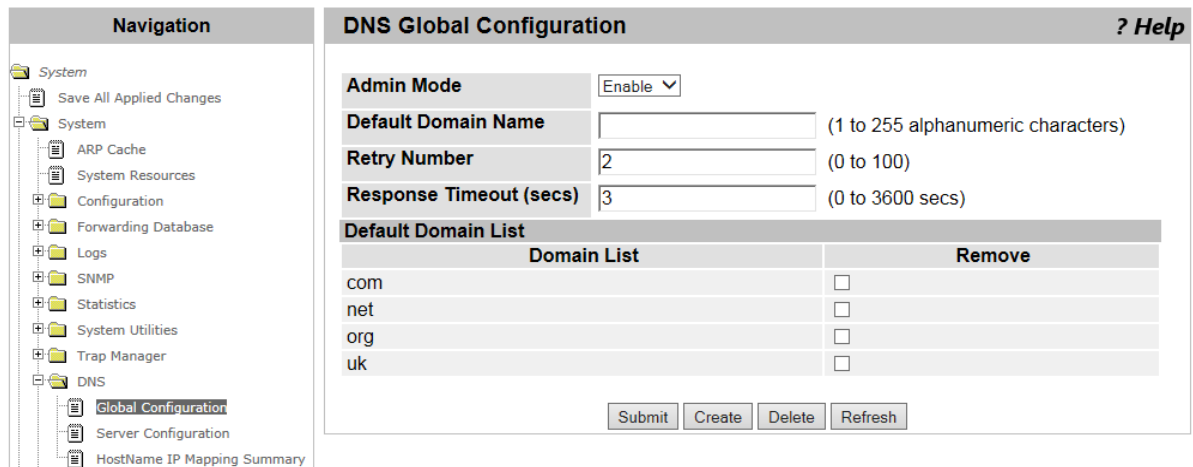 Navigation
System
Save All Applied Changes
System
ARP Cache
System Resources
Configuration
Forwarding Database
Logs
SNMP
Statistics
System Utilities
Trap Manager
DNS
Global Configuration
Server Configuration
HostName IP Mapping Summary
DNS Global Configuration ? Help
Admin Mode Enable
Default Domain Name (1 to 255 alphanumeric characters)
Retry Number 2 (0 to 100)
Response Timeout (secs) 3 (0 to 3600 secs)
Default Domain List
Domain List Remove
com
net
org
uk
Submit Create Delete Refresh